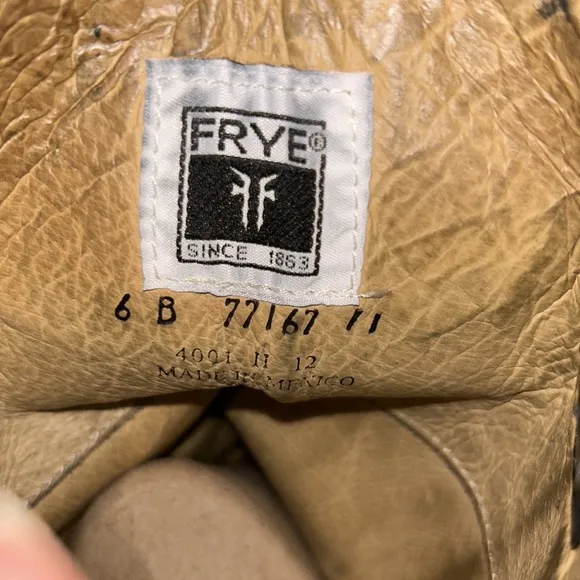 FRYE®
SINCE 1863
6 B 77167 71
4001 H 12
MADE IN MEXICO